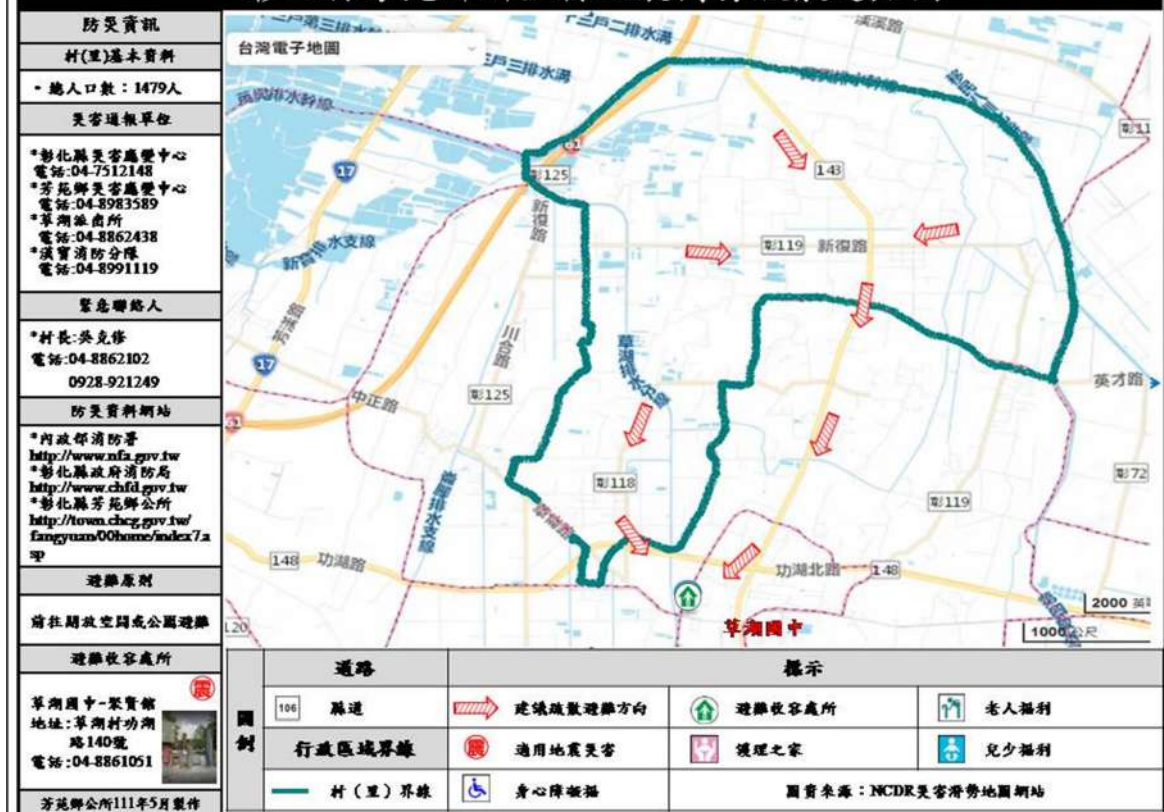 防災資訊
村(里)基本資料
• 總人口數：1479人
災害通報單位
*彰化縣災害應變中心
電話:04-7512148
*芳苑鄉災害應變中心
電話:04-8983589
*草湖派出所
電話:04-8862438
*漢寶消防分隊
電話:04-8991119
緊急聯絡人
*村長:吳克修
電話:04-8862102
0928-921249
防災資料網站
*內政部消防署
http://www.nfa.gov.tw
*彰化縣政府消防局
http://www.chfd.gov.tw
*彰化縣芳苑鄉公所
http://town.chcg.gov.tw/
fangyuan/00home/index7.a
sp
避難原則
前往開放空間或公園避難
避難收容處所
震
草湖國中-聚賢館
地址:草湖村功湖
路140號
電話:04-8861051
芳苑鄉公所111年5月製作
台灣電子地圖
十三戶二排水溝
漢溪路
萬興排水幹線
17
61
彰125
新復路
143
彰119
新復路
新寶排水支線
芳漢路
17
川合路
草湖排水分線
中正路
彰125
英才路
彰72
彰118
彰119
148
功湖路
功湖北路
148
草湖國中
2000 英
1000 公尺
圖例
道路
標示
106
縣道
建議疏散避難方向
避難收容處所
老人福利
行政區域界線
震
適用地震災害
護理之家
兒少福利
村（里）界線
身心障礙福
圖資來源：NCDR災害潛勢地圖網站